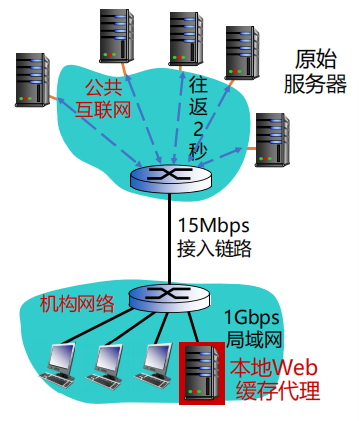 原始
服务器
公共
互联网
往
返
2
秒
15Mbps
接入链路
机构网络
1Gbps
局域网
本地Web
缓存代理